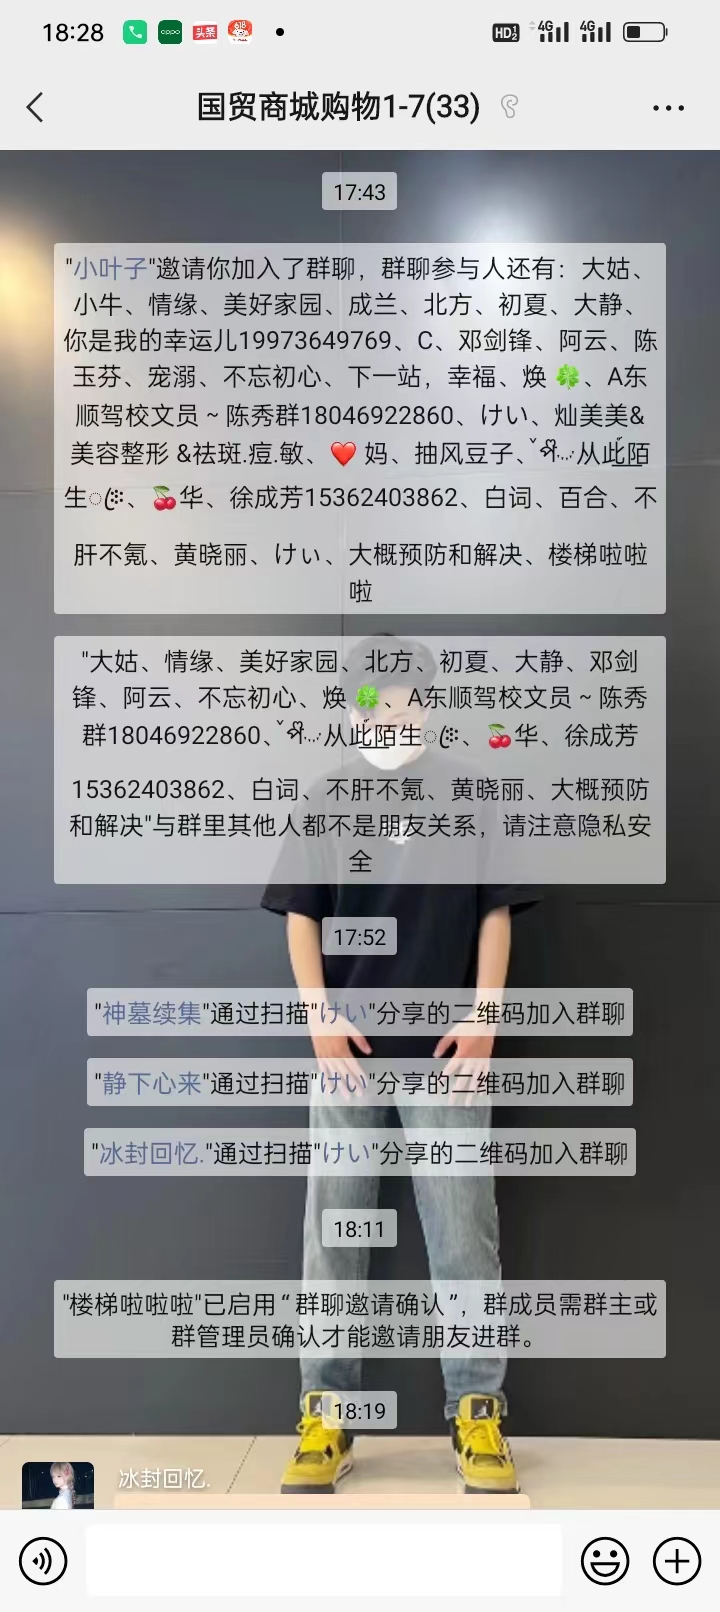 18:28
HD 4G 4G
国贸商城购物1-7(33)
17:43
"小叶子"邀请你加入了群聊，群聊参与人还有：大姑、
小牛、情缘、美好家园、成兰、北方、初夏、大静、
你是我的幸运儿19973649769、C、邓剑锋、阿云、陈
玉芬、宠溺、不忘初心、下一站，幸福、焕🍀、A东
顺驾校文员～陈秀群18046922860、けい、灿美美&
美容整形 &祛斑.痘.敏、❤️ 妈、抽风豆子、从此陌
生、🍒华、徐成芳15362403862、白词、百合、不
肝不氪、黄晓丽、けぃ、大概预防和解决、楼梯啦啦
啦
"大姑、情缘、美好家园、北方、初夏、大静、邓剑
锋、阿云、不忘初心、焕🍀、A东顺驾校文员～陈秀
群18046922860、从此陌生、🍒华、徐成芳
15362403862、白词、不肝不氪、黄晓丽、大概预防
和解决"与群里其他人都不是朋友关系，请注意隐私安
全
17:52
"神墓续集"通过扫描"けい"分享的二维码加入群聊
"静下心来"通过扫描"けい"分享的二维码加入群聊
"冰封回忆."通过扫描"けい"分享的二维码加入群聊
18:11
"楼梯啦啦啦"已启用“群聊邀请确认”，群成员需群主或
群管理员确认才能邀请朋友进群。
18:19
冰封回忆.